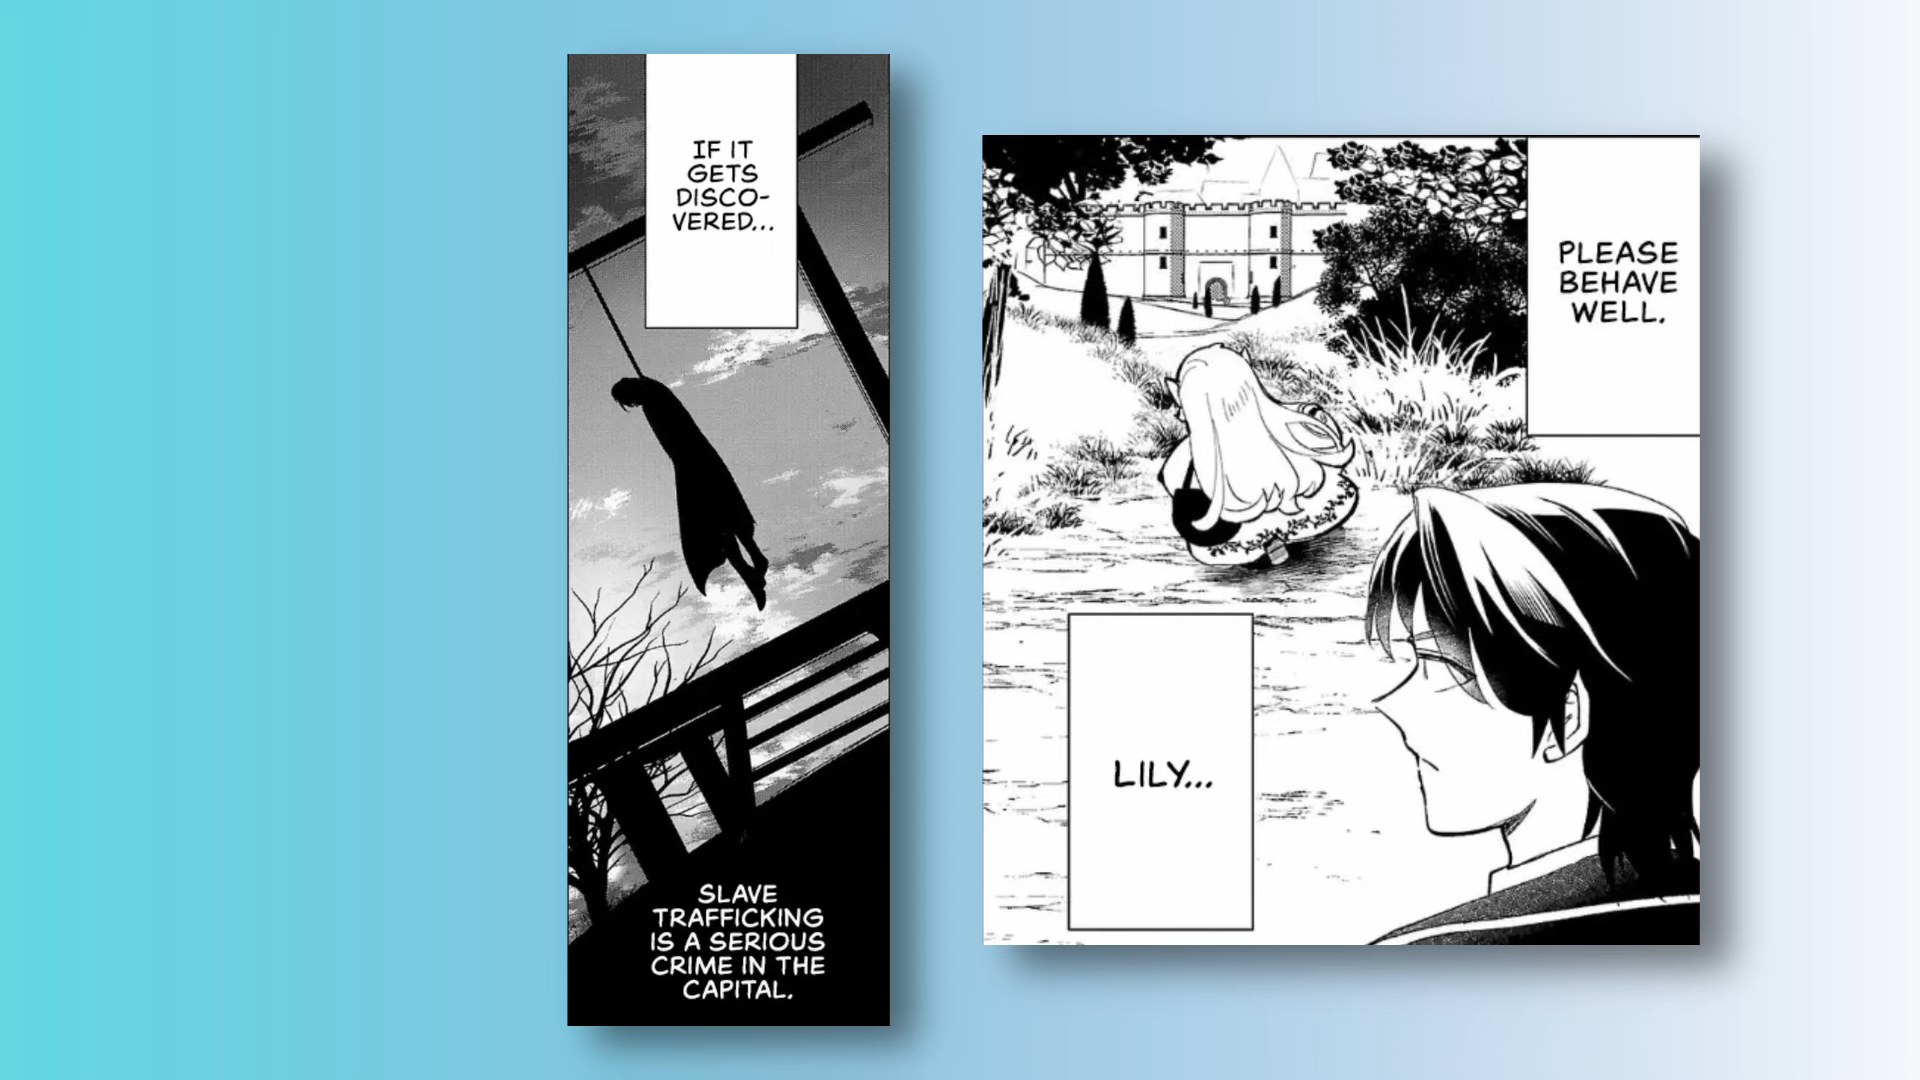 IF IT
GETS
DISCO-
VERED...
SLAVE
TRAFFICKING
IS A SERIOUS
CRIME IN THE
CAPITAL.
PLEASE
BEHAVE
WELL.
LILY...